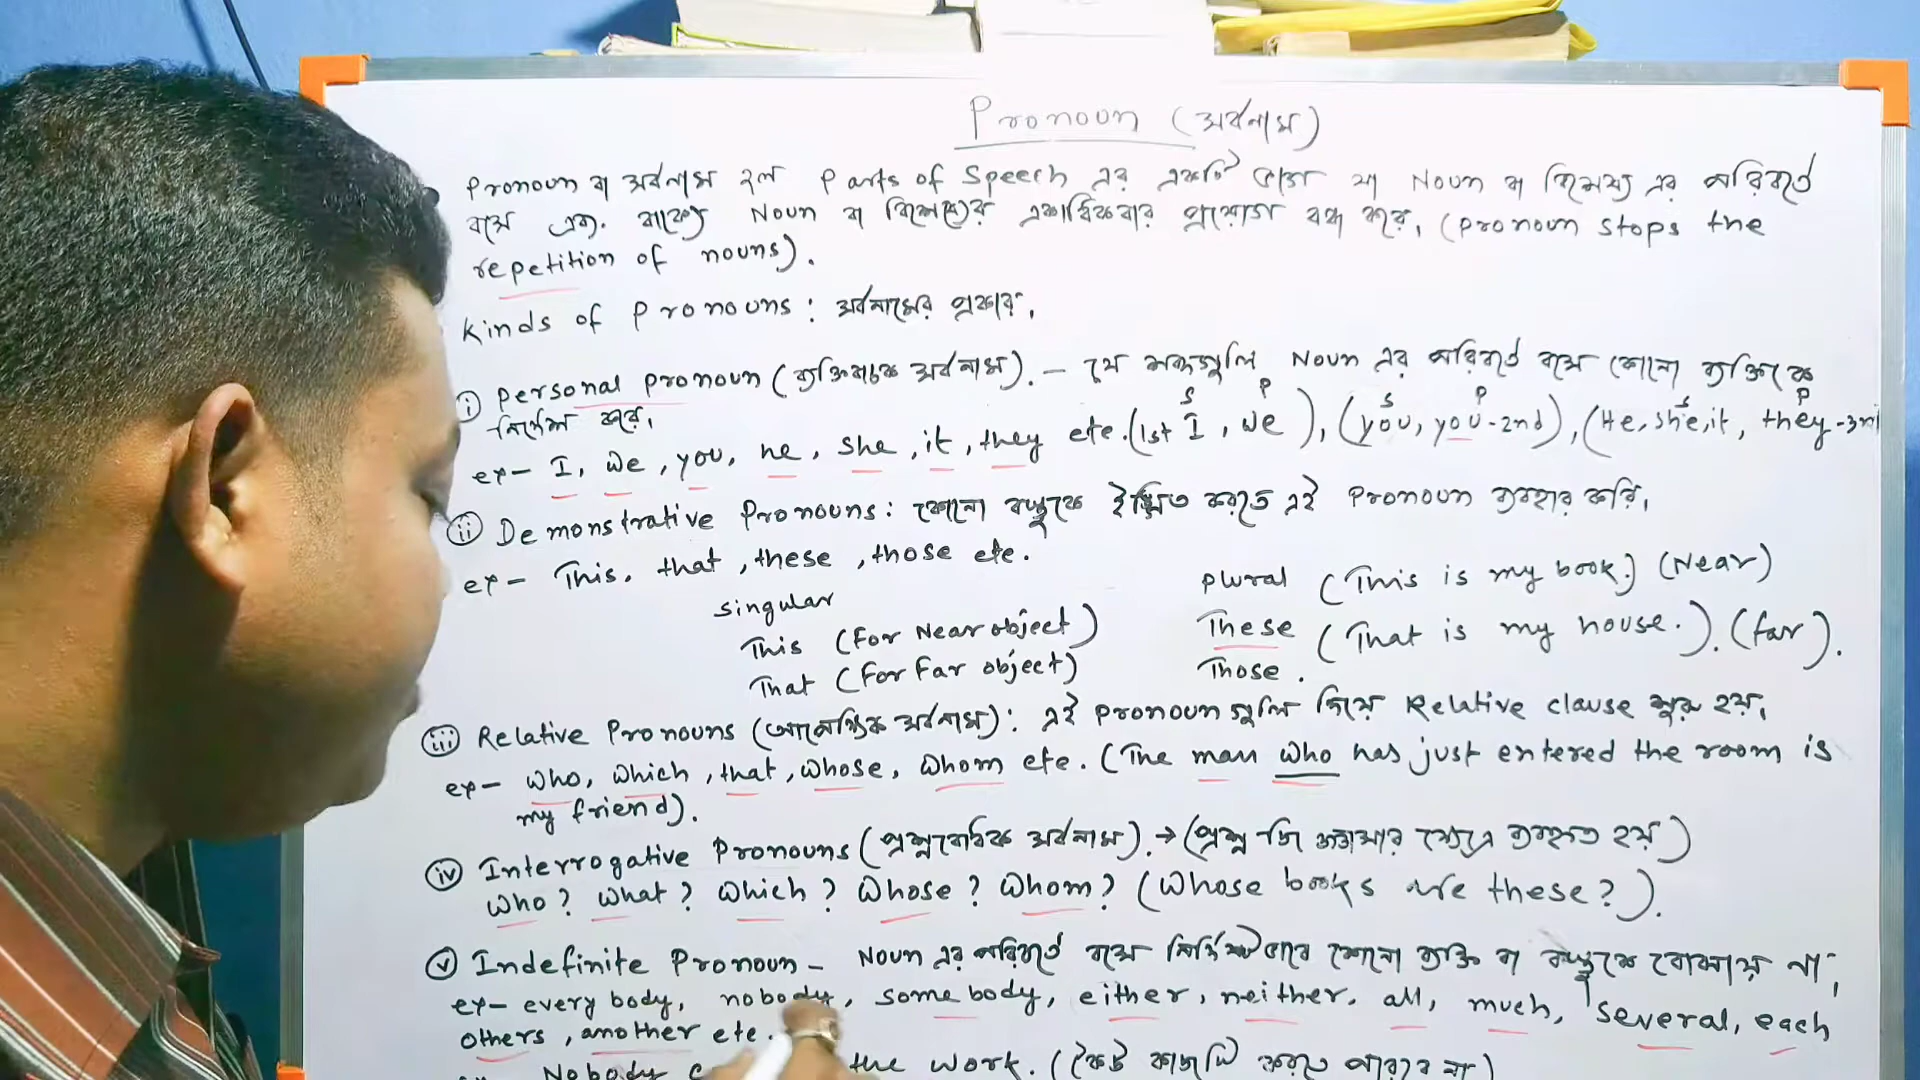 Pronoun (সর্বনাম)
Pronoun বা সর্বনাম হল Parts of Speech এর একটি যা Noun বা বিশেষ্য এর পরিবর্তে
বসে এবং বাক্যে Noun বা বিশেষ্যের একাধিকবার প্রয়োগ বন্ধ করে। (Pronoun stops the
repetition of nouns).
Kinds of Pronouns : সর্বনামের প্রকার।
i) Personal pronoun (ব্যক্তিবাচক সর্বনাম). – যে শব্দগুলি Noun এর পরিবর্তে বসে কোনো ব্যক্তিকে
S P S P S P
নির্দেশ করে।
ex- I, we, you, he, she, it, they etc. (1st I, we), (you, you-2nd), (He, she, it, they-3rd
ii) Demonstrative Pronouns: কোনো বস্তুকে ইঙ্গিত করতে এই Pronoun ব্যবহার করি।
ex- This, that, these, those etc.
singular plural (This is my book.) (Near)
This (For Near object) These (That is my house.). (far).
That (For Far object) Those.
iii) Relative Pronouns (আপেক্ষিক সর্বনাম): এই Pronoun গুলি দিয়ে Relative clause শুরু হয়।
ex- who, which, that, whose, whom etc. (The man who has just entered the room is
my friend).
iv) Interrogative Pronouns (প্রশ্নবোধক সর্বনাম). → (প্রশ্ন ব্যবহৃত হয়)
who? what? which? whose? whom? (whose books are these?).
v) Indefinite Pronoun – Noun এর পরিবর্তে বসে নির্দিষ্টভাবে কোনো ব্যক্তি বা বস্তুকে বোঝায় না।
ex- every body, nobody, some body, either, neither, all, much, several, each
others, another etc.
Nobody the work. (কাজটি করতে পারবে না)